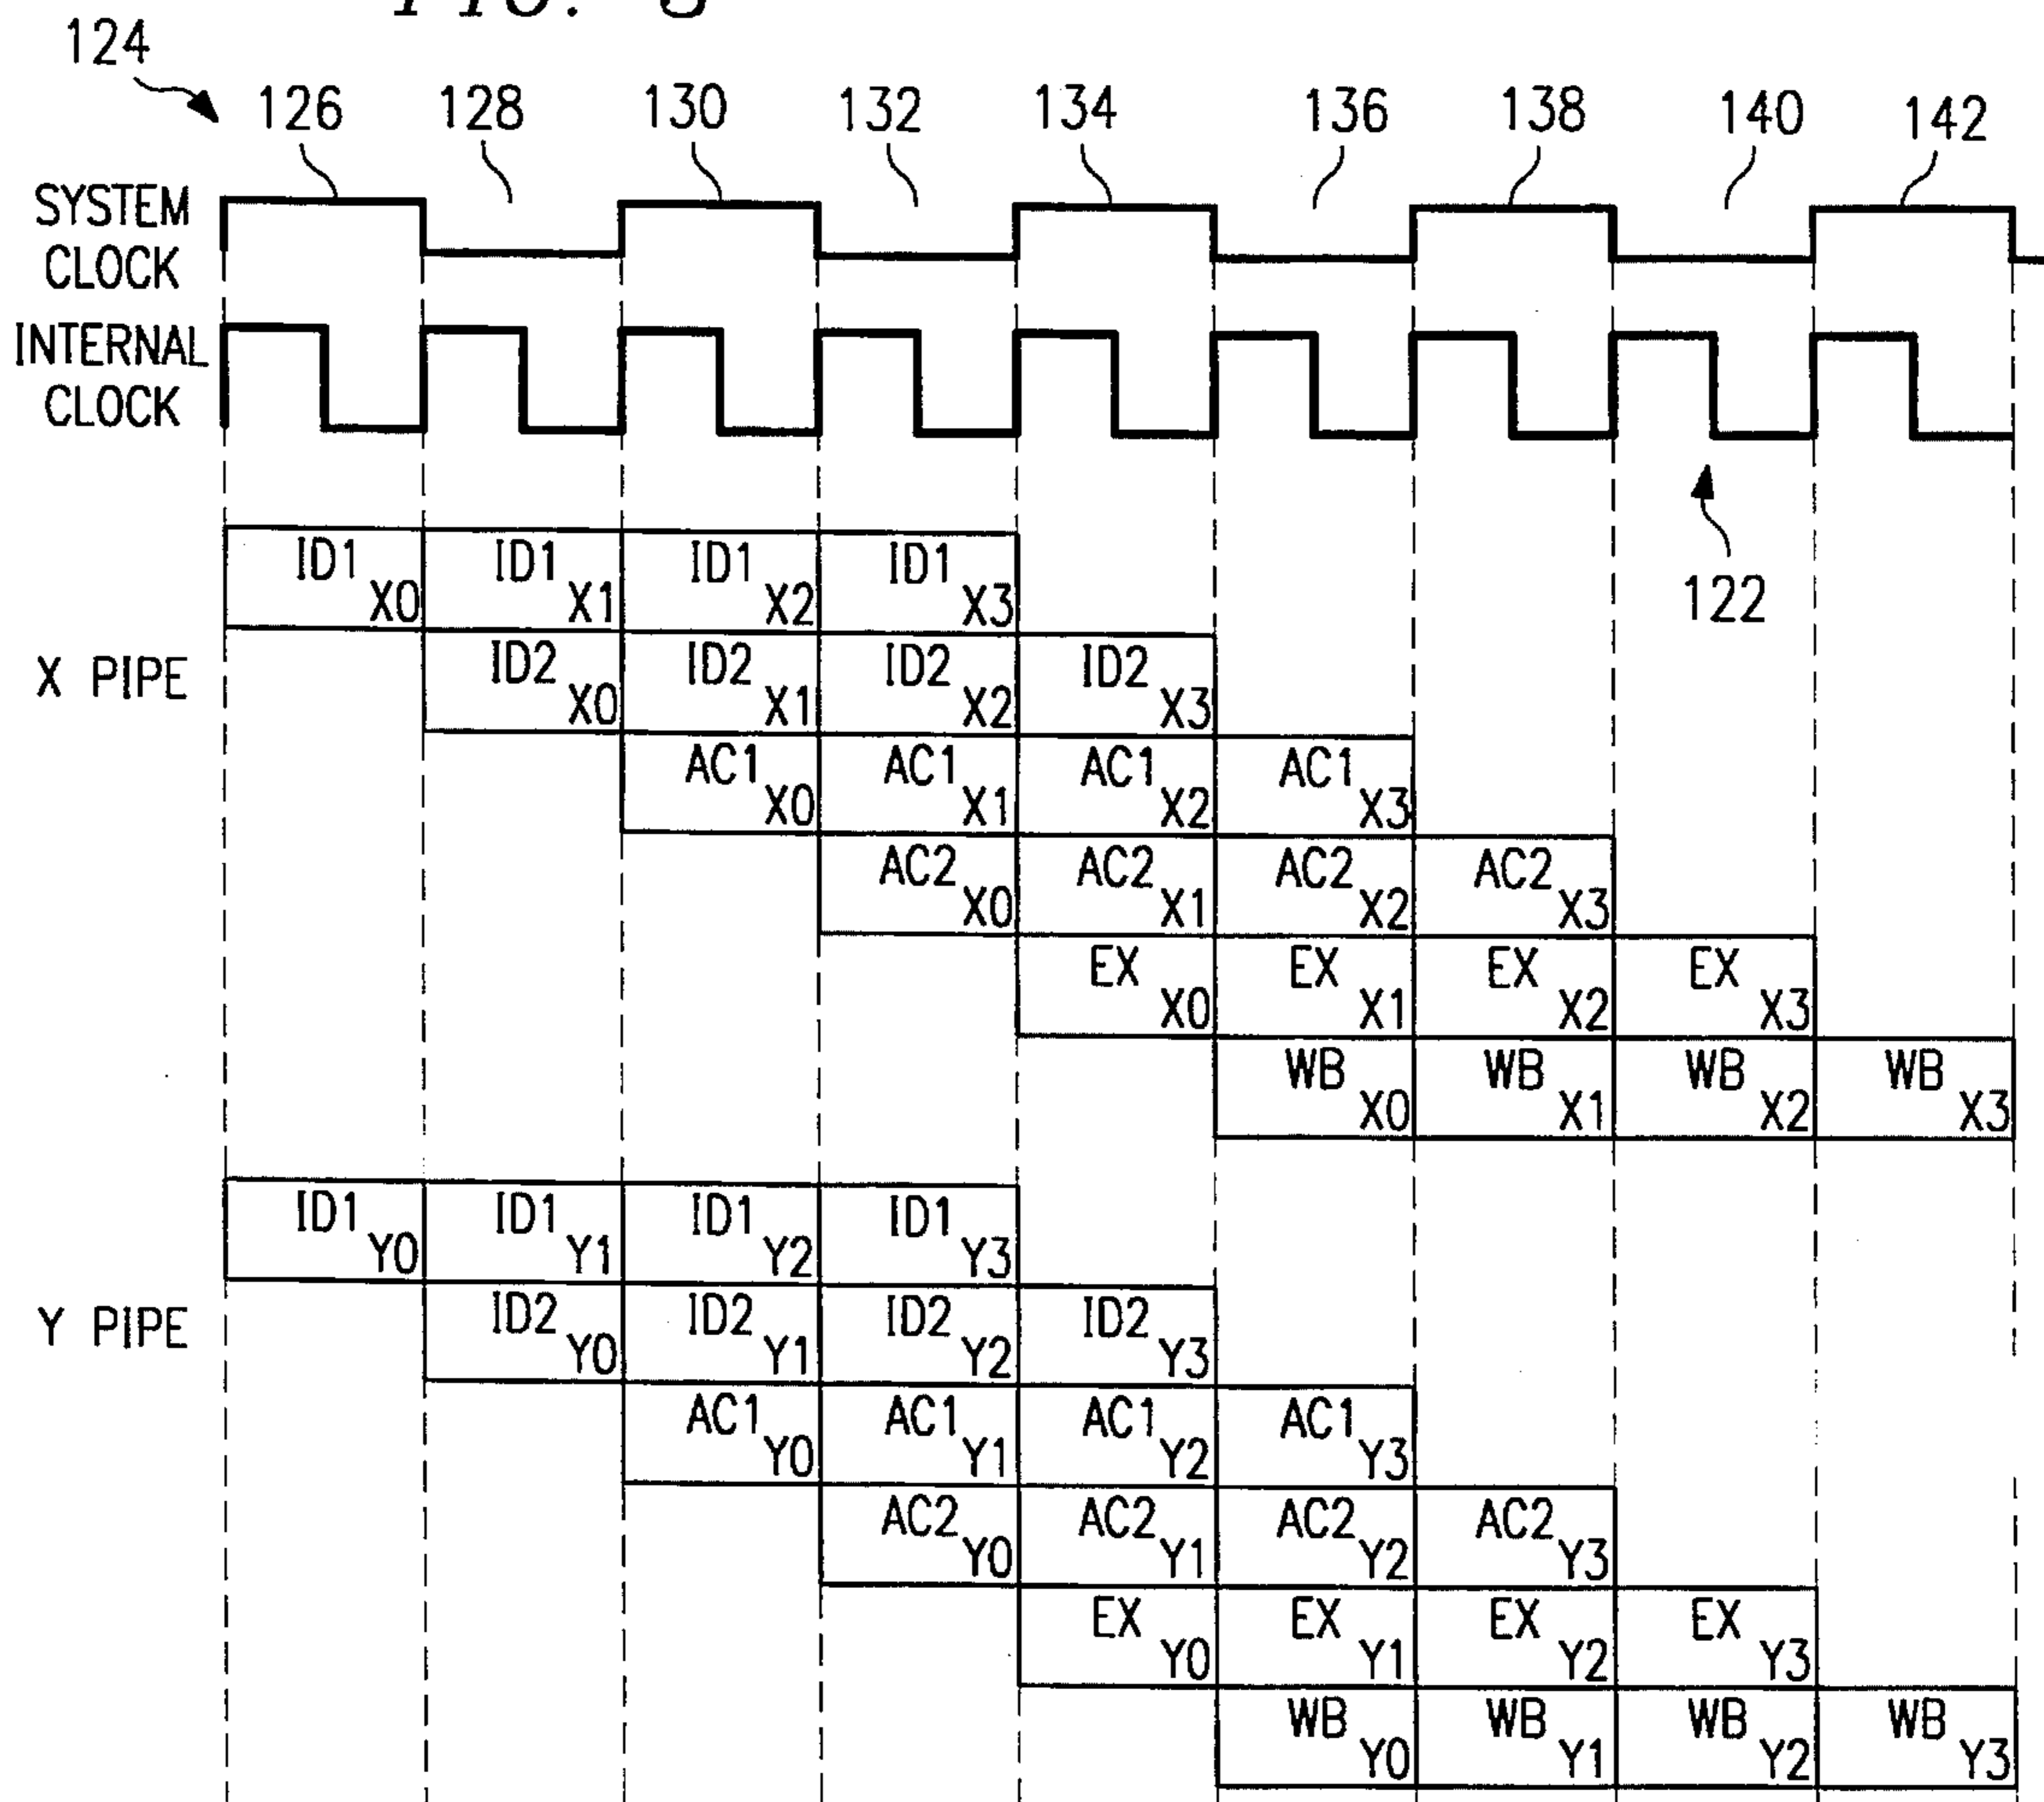 FIG. 3
124
126 128 130 132 134 136 138 140 142
SYSTEM
CLOCK
INTERNAL
CLOCK
122
ID1 X0 ID1 X1 ID1 X2 ID1 X3
X PIPE
ID2 X0 ID2 X1 ID2 X2 ID2 X3
AC1 X0 AC1 X1 AC1 X2 AC1 X3
AC2 X0 AC2 X1 AC2 X2 AC2 X3
EX X0 EX X1 EX X2 EX X3
WB X0 WB X1 WB X2 WB X3
ID1 Y0 ID1 Y1 ID1 Y2 ID1 Y3
Y PIPE
ID2 Y0 ID2 Y1 ID2 Y2 ID2 Y3
AC1 Y0 AC1 Y1 AC1 Y2 AC1 Y3
AC2 Y0 AC2 Y1 AC2 Y2 AC2 Y3
EX Y0 EX Y1 EX Y2 EX Y3
WB Y0 WB Y1 WB Y2 WB Y3